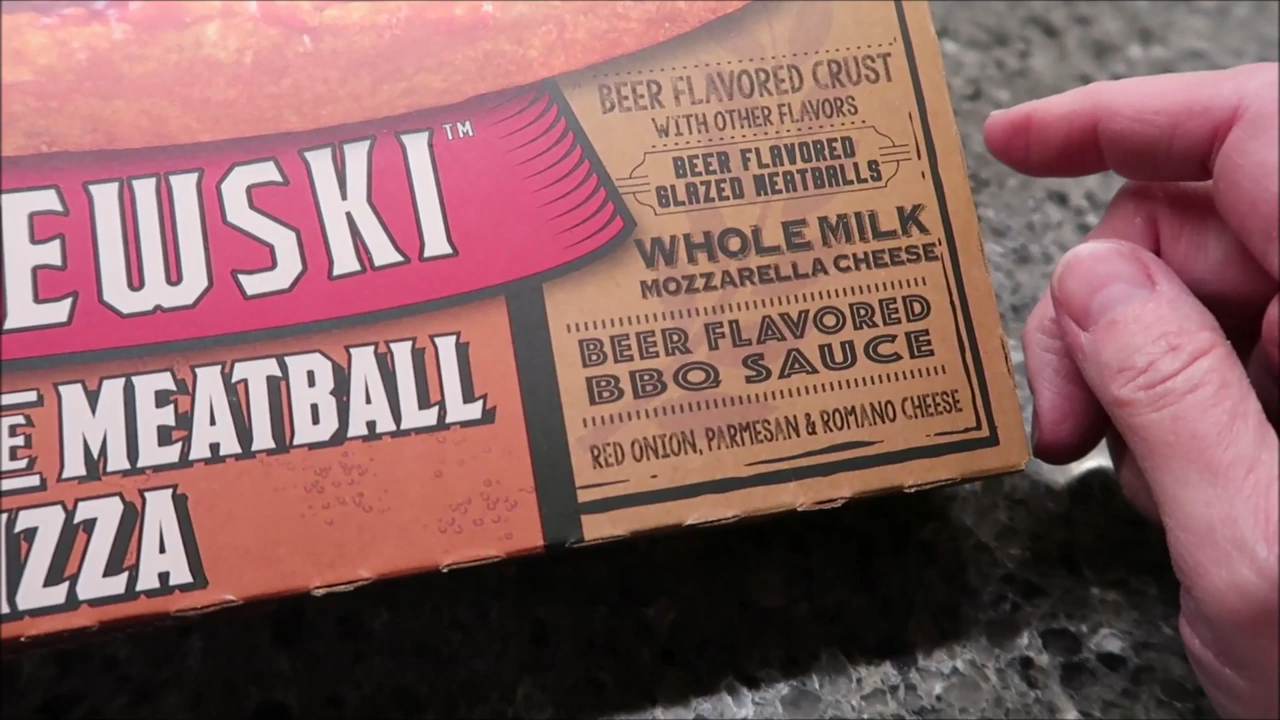 BEER FLAVORED CRUST
WITH OTHER FLAVORS
BEER FLAVORED
GLAZED MEATBALLS
WHOLE MILK
MOZZARELLA CHEESE
BEER FLAVORED
BBQ SAUCE
RED ONION, PARMESAN & ROMANO CHEESE
EWSKI™
E MEATBALL
IZZA